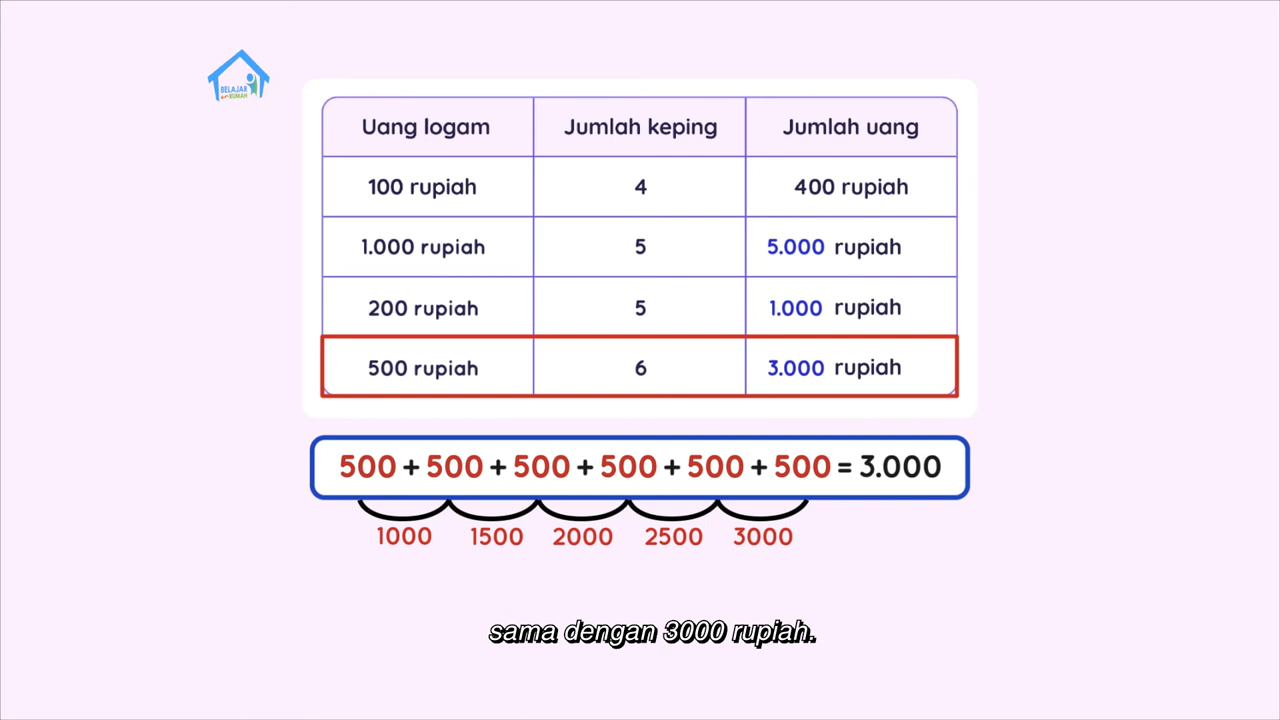 BELAJAR
dari RUMAH
Uang logam Jumlah keping Jumlah uang
100 rupiah 4 400 rupiah
1.000 rupiah 5 5.000 rupiah
200 rupiah 5 1.000 rupiah
500 rupiah 6 3.000 rupiah
500 + 500 + 500 + 500 + 500 + 500 = 3.000
1000 1500 2000 2500 3000
sama dengan 3000 rupiah.